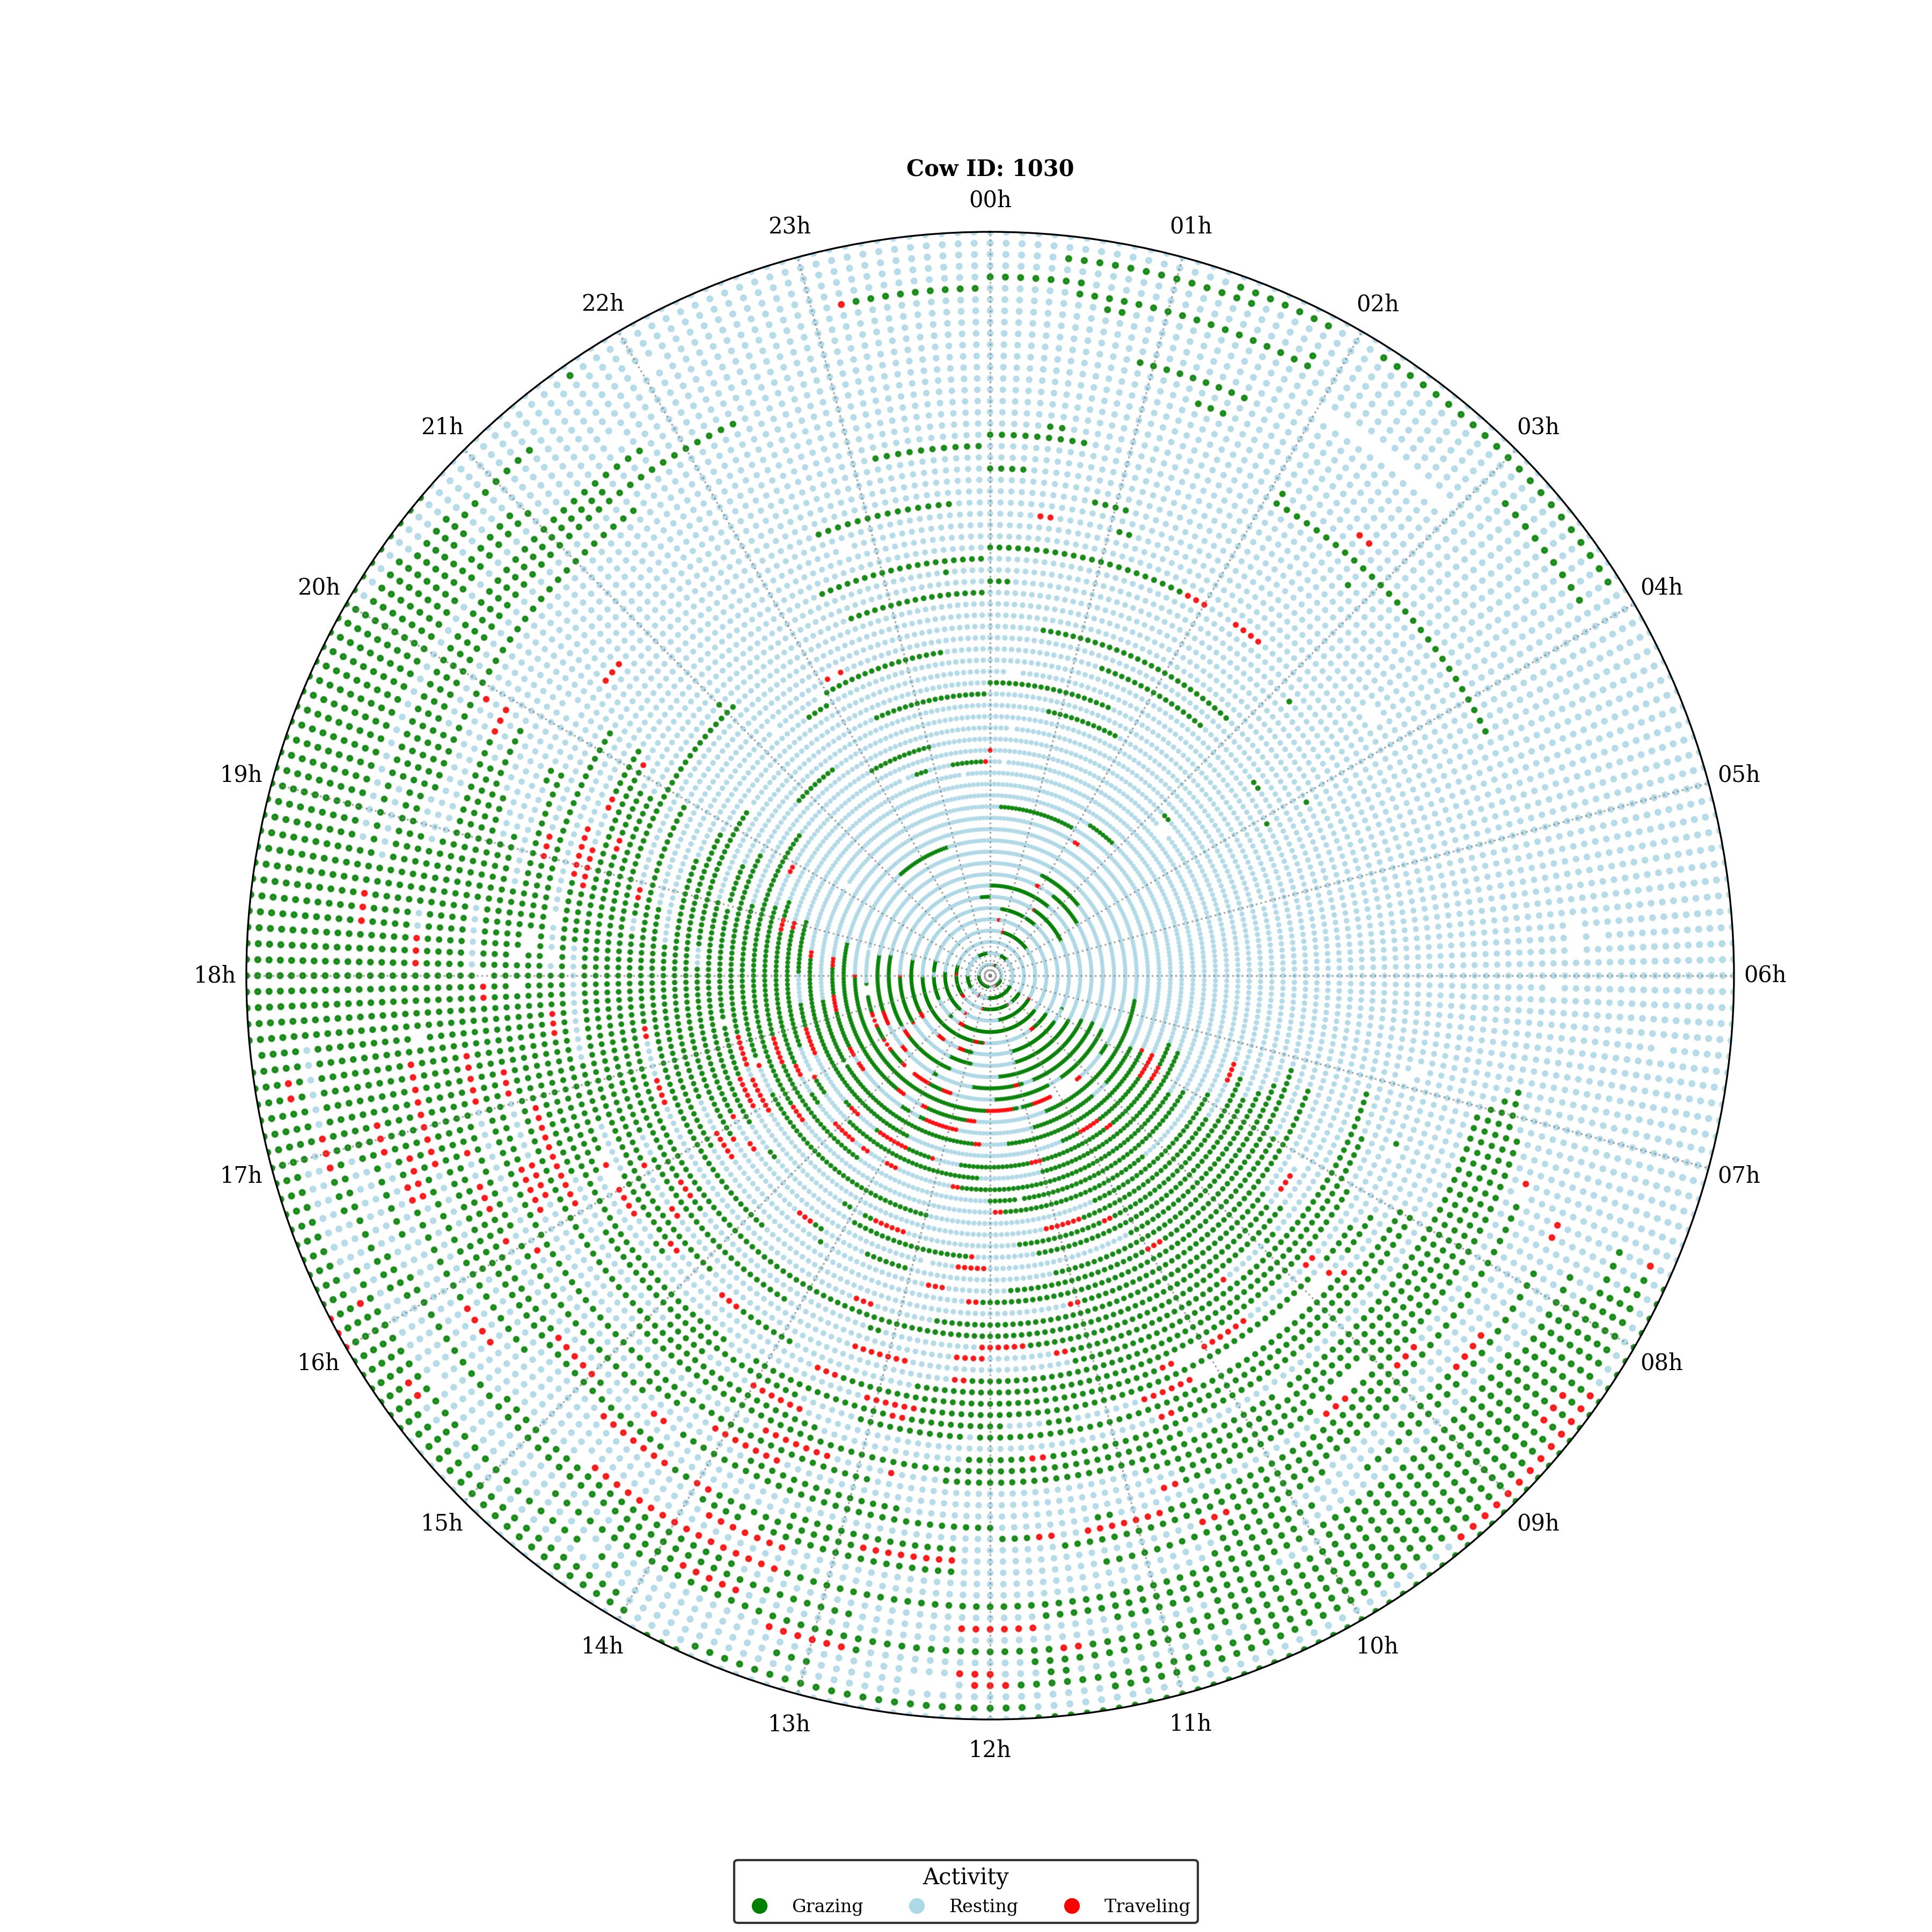 Cow ID: 1030
00h
23h
01h
22h
02h
21h
03h
20h
04h
19h
05h
18h
06h
17h
07h
16h
08h
15h
09h
14h
10h
13h
11h
12h
Activity
Grazing Resting Traveling